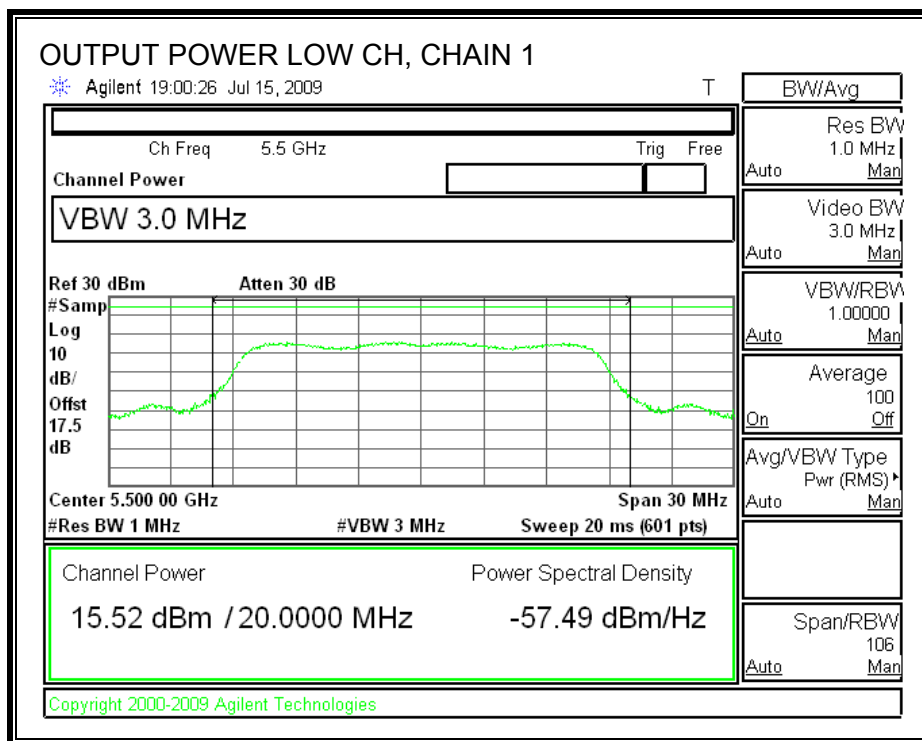 OUTPUT POWER LOW CH, CHAIN 1
Agilent 19:00:26 Jul 15, 2009 T
BW/Avg
Ch Freq 5.5 GHz Trig Free
Channel Power
VBW 3.0 MHz
Ref 30 dBm Atten 30 dB
#Samp
Log
10
dB/
Offst
17.5
dB
Center 5.500 00 GHz Span 30 MHz
#Res BW 1 MHz #VBW 3 MHz Sweep 20 ms (601 pts)
Channel Power Power Spectral Density
15.52 dBm / 20.0000 MHz -57.49 dBm/Hz
Res BW
1.0 MHz
Auto Man
Video BW
3.0 MHz
Auto Man
VBW/RBW
1.00000
Auto Man
Average
100
On Off
Avg/VBW Type
Pwr (RMS)
Auto Man
Span/RBW
106
Auto Man
Copyright 2000-2009 Agilent Technologies